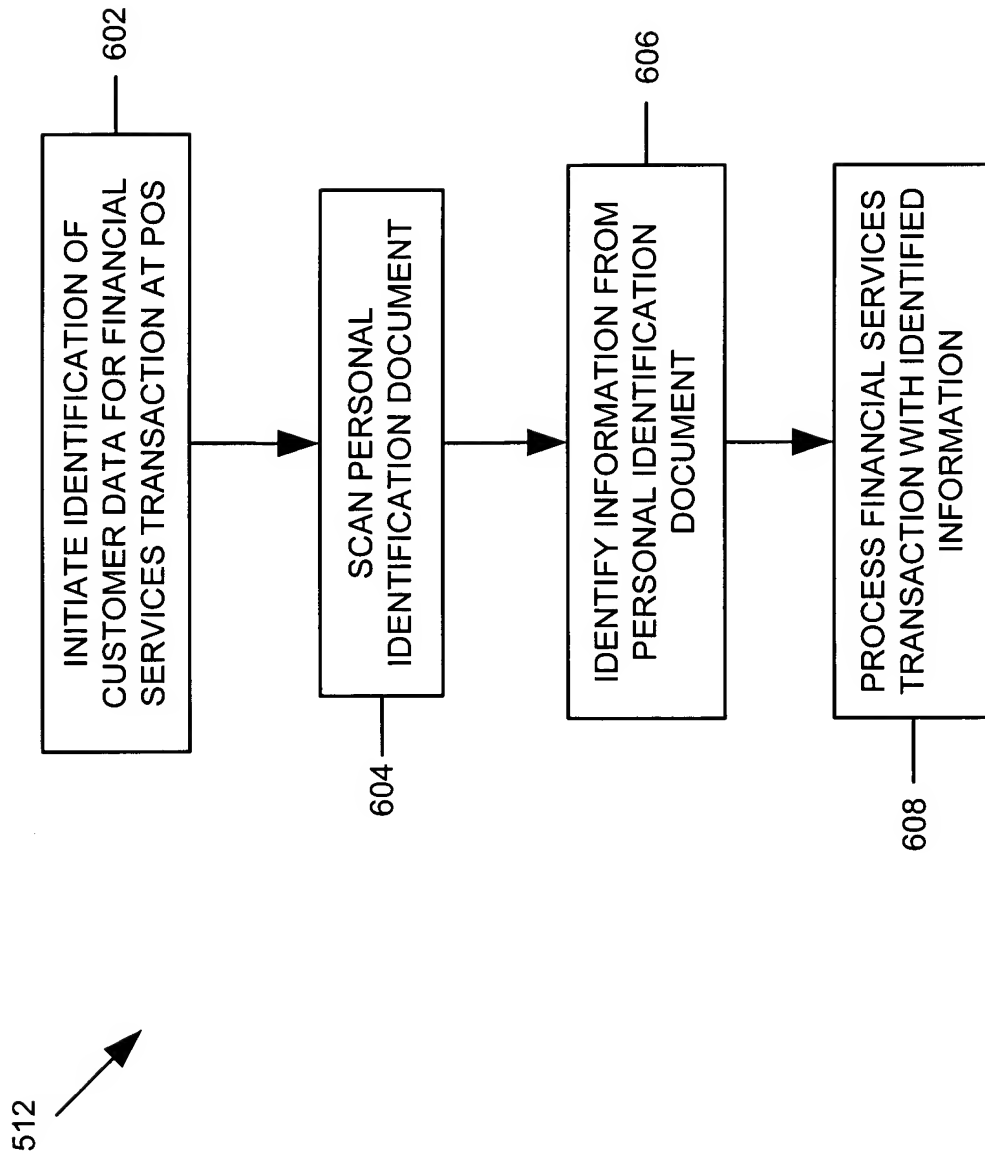 512
INITIATE IDENTIFICATION OF
CUSTOMER DATA FOR FINANCIAL
SERVICES TRANSACTION AT POS
602
SCAN PERSONAL
IDENTIFICATION DOCUMENT
604
IDENTIFY INFORMATION FROM
PERSONAL IDENTIFICATION
DOCUMENT
606
PROCESS FINANCIAL SERVICES
TRANSACTION WITH IDENTIFIED
INFORMATION
608